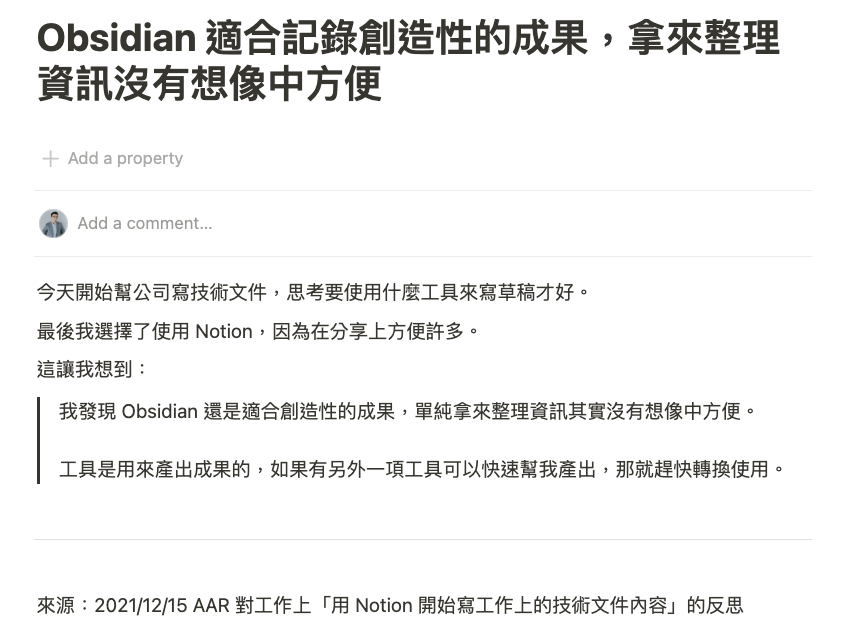 Obsidian 適合記錄創造性的成果，拿來整理
資訊沒有想像中方便
Add a property
Add a comment...
今天開始幫公司寫技術文件，思考要使用什麼工具來寫草稿才好。
最後我選擇了使用 Notion，因為在分享上方便許多。
這讓我想到：
我發現 Obsidian 還是適合創造性的成果，單純拿來整理資訊其實沒有想像中方便。
工具是用來產出成果的，如果有另外一項工具可以快速幫我產出，那就趕快轉換使用。
來源：2021/12/15 AAR 對工作上「用 Notion 開始寫工作上的技術文件內容」的反思